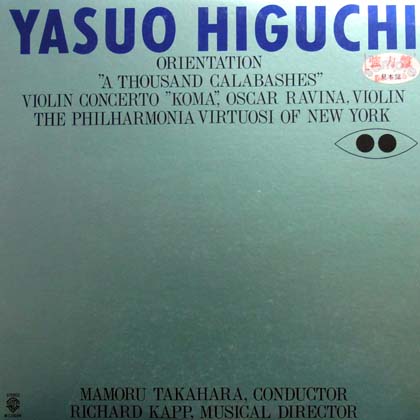 YASUO HIGUCHI
ORIENTATION
"A THOUSAND CALABASHES"
VIOLIN CONCERTO "KOMA", OSCAR RAVINA, VIOLIN
THE PHILHARMONIA VIRTUOSI OF NEW YORK
MAMORU TAKAHARA, CONDUCTOR
RICHARD KAPP, MUSICAL DIRECTOR